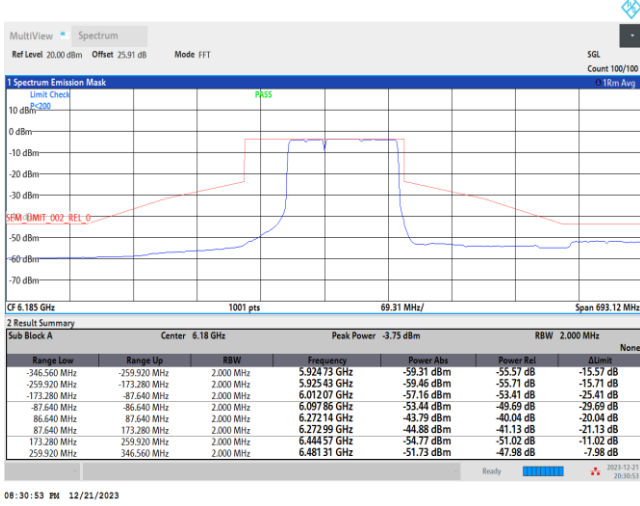 MultiView Spectrum
Ref Level 20.00 dBm Offset 25.91 dB Mode FFT SGL
Count 100/100
1 Spectrum Emission Mask 1Rm Avg
Limit Check PASS
P<200
10 dBm
0 dBm
-10 dBm
-20 dBm
-30 dBm
SEM_LIMIT_002_REL_0
-50 dBm
-60 dBm
-70 dBm
CF 6.185 GHz 1001 pts 69.31 MHz/ Span 693.12 MHz
2 Result Summary
Sub Block A Center 6.18 GHz Peak Power -3.75 dBm RBW 2.000 MHz
None
Range Low Range Up RBW Frequency Power Abs Power Rel ΔLimit
-346.560 MHz -259.920 MHz 2.000 MHz 5.924 73 GHz -59.31 dBm -55.57 dB -15.57 dB
-259.920 MHz -173.280 MHz 2.000 MHz 5.925 43 GHz -59.46 dBm -55.71 dB -15.71 dB
-173.280 MHz -87.640 MHz 2.000 MHz 6.012 07 GHz -57.16 dBm -53.41 dB -25.41 dB
-87.640 MHz -86.640 MHz 2.000 MHz 6.097 86 GHz -53.44 dBm -49.69 dB -29.69 dB
86.640 MHz 87.640 MHz 2.000 MHz 6.272 14 GHz -43.79 dBm -40.04 dB -20.04 dB
87.640 MHz 173.280 MHz 2.000 MHz 6.272 99 GHz -44.88 dBm -41.13 dB -21.13 dB
173.280 MHz 259.920 MHz 2.000 MHz 6.444 57 GHz -54.77 dBm -51.02 dB -11.02 dB
259.920 MHz 346.560 MHz 2.000 MHz 6.481 31 GHz -51.73 dBm -47.98 dB -7.98 dB
Ready 2023-12-21
20:30:53
08:30:53 PM 12/21/2023